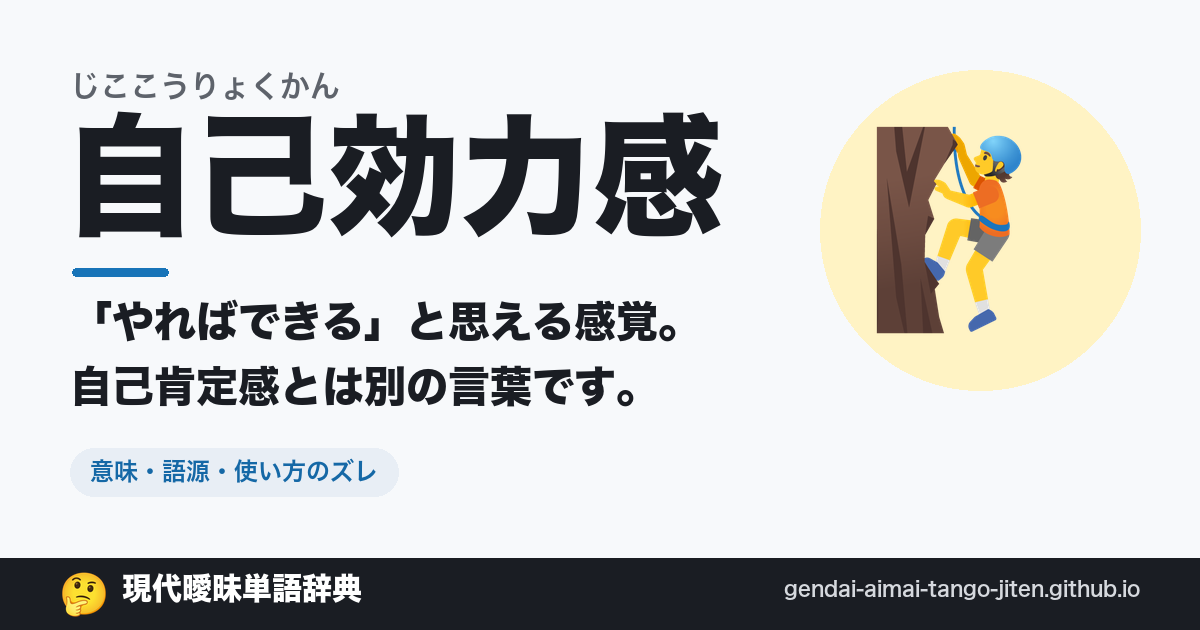 じここうりょくかん
自己効力感
「やればできる」と思える感覚。
自己肯定感とは別の言葉です。
意味・語源・使い方のズレ
現代曖昧単語辞典
gendai-aimai-tango-jiten.github.io